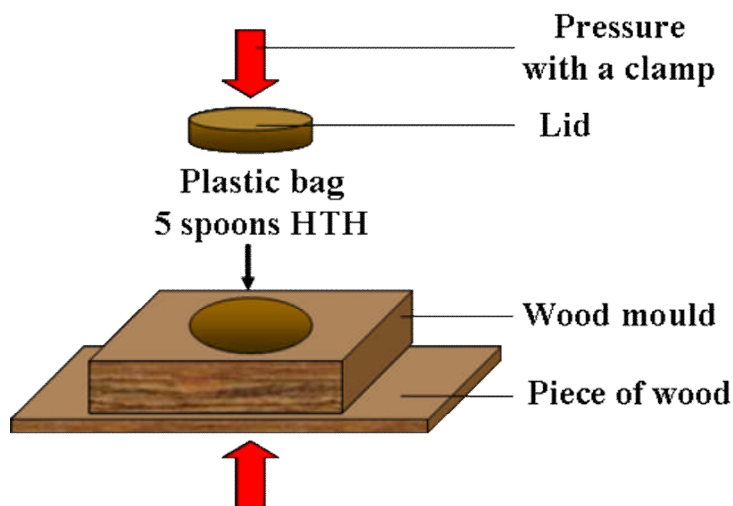 Pressure
with a clamp
Lid
Plastic bag
5 spoons HTH
Wood mould
Piece of wood